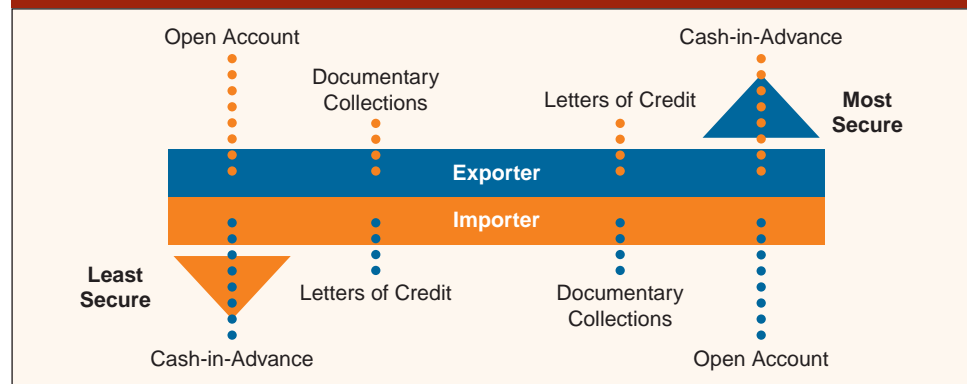 Open Account
Cash-in-Advance
Documentary
Collections
Letters of Credit
Most
Secure
Exporter
Importer
Least
Secure
Letters of Credit
Documentary
Collections
Cash-in-Advance
Open Account